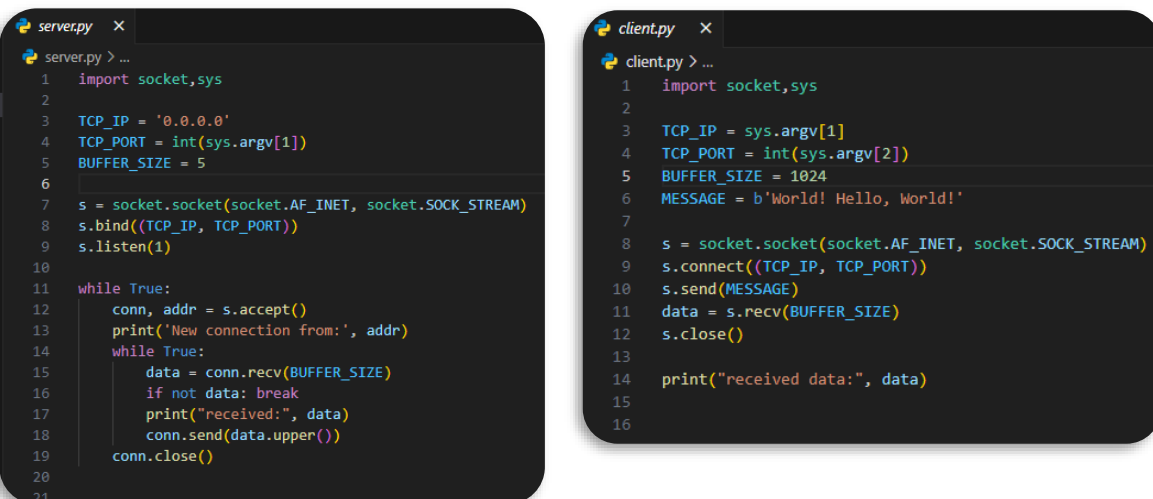 server.py ×
server.py > ...
1 import socket,sys
2
3 TCP_IP = '0.0.0.0'
4 TCP_PORT = int(sys.argv[1])
5 BUFFER_SIZE = 5
6
7 s = socket.socket(socket.AF_INET, socket.SOCK_STREAM)
8 s.bind((TCP_IP, TCP_PORT))
9 s.listen(1)
10
11 while True:
12     conn, addr = s.accept()
13     print('New connection from:', addr)
14     while True:
15         data = conn.recv(BUFFER_SIZE)
16         if not data: break
17         print("received:", data)
18         conn.send(data.upper())
19     conn.close()
20
21
client.py ×
client.py > ...
1 import socket,sys
2
3 TCP_IP = sys.argv[1]
4 TCP_PORT = int(sys.argv[2])
5 BUFFER_SIZE = 1024
6 MESSAGE = b'World! Hello, World!'
7
8 s = socket.socket(socket.AF_INET, socket.SOCK_STREAM)
9 s.connect((TCP_IP, TCP_PORT))
10 s.send(MESSAGE)
11 data = s.recv(BUFFER_SIZE)
12 s.close()
13
14 print("received data:", data)
15
16